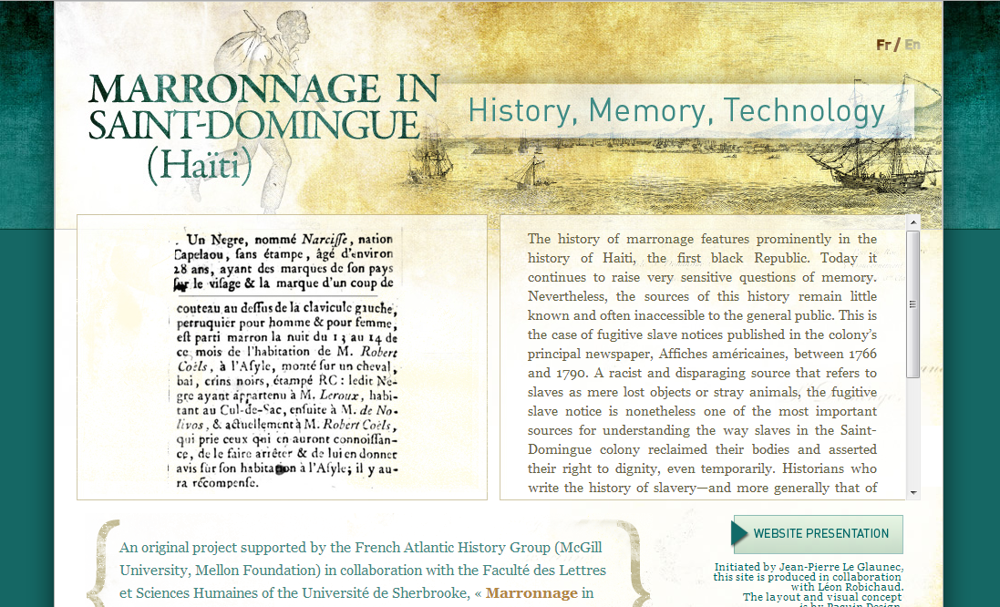 Fr / En
MARRONNAGE IN
SAINT-DOMINGUE
(Haïti)
History, Memory, Technology
Un Negre, nommé Narciſſe, nation
Capelaou, ſans étampe, âgé d'environ
28 ans, ayant des marques de ſon pays
ſur le viſage & la marque d'un coup de
couteau au deſſus de la clavicule gauche,
perruquier pour homme & pour femme,
eſt parti marron la nuit du 13 au 14 de
ce mois de l'habitation de M. Robert
Coëls, à l'Aſyle, monté ſur un cheval,
bai, crins noirs, étampé RC : ledit Ne-
gre ayant appartenu à M. Leroux, habi-
tant au Cul-de-Sac, enſuite à M. de No-
livos, & actuellement à M. Robert Coëls,
qui prie ceux qui en auront connoiſſan-
ce, de le faire arrêter & de lui en donner
avis ſur ſon habitation à l'Aſyle; il y au-
ra récompenſe.
The history of marronage features prominently in the
history of Haiti, the first black Republic. Today it
continues to raise very sensitive questions of memory.
Nevertheless, the sources of this history remain little
known and often inaccessible to the general public. This is
the case of fugitive slave notices published in the colony's
principal newspaper, Affiches américaines, between 1766
and 1790. A racist and disparaging source that refers to
slaves as mere lost objects or stray animals, the fugitive
slave notice is nonetheless one of the most important
sources for understanding the way slaves in the Saint-
Domingue colony reclaimed their bodies and asserted
their right to dignity, even temporarily. Historians who
write the history of slavery—and more generally that of
An original project supported by the French Atlantic History Group (McGill
University, Mellon Foundation) in collaboration with the Faculté des Lettres
et Sciences Humaines of the Université de Sherbrooke, « Marronnage in
WEBSITE PRESENTATION
Initiated by Jean-Pierre Le Glaunec,
this site is produced in collaboration
with Léon Robichaud.
The layout and visual concept
is by Paquin Design.